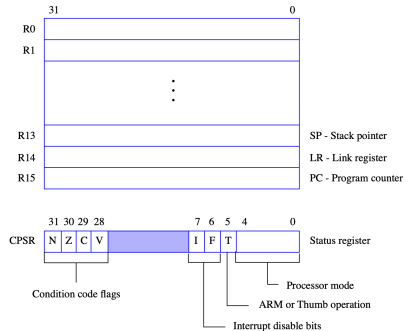 31 0
R0
R1
R13 SP - Stack pointer
R14 LR - Link register
R15 PC - Program counter
31 30 29 28 7 6 5 4 0
CPSR N Z C V I F T Status register
Condition code flags
Processor mode
ARM or Thumb operation
Interrupt disable bits